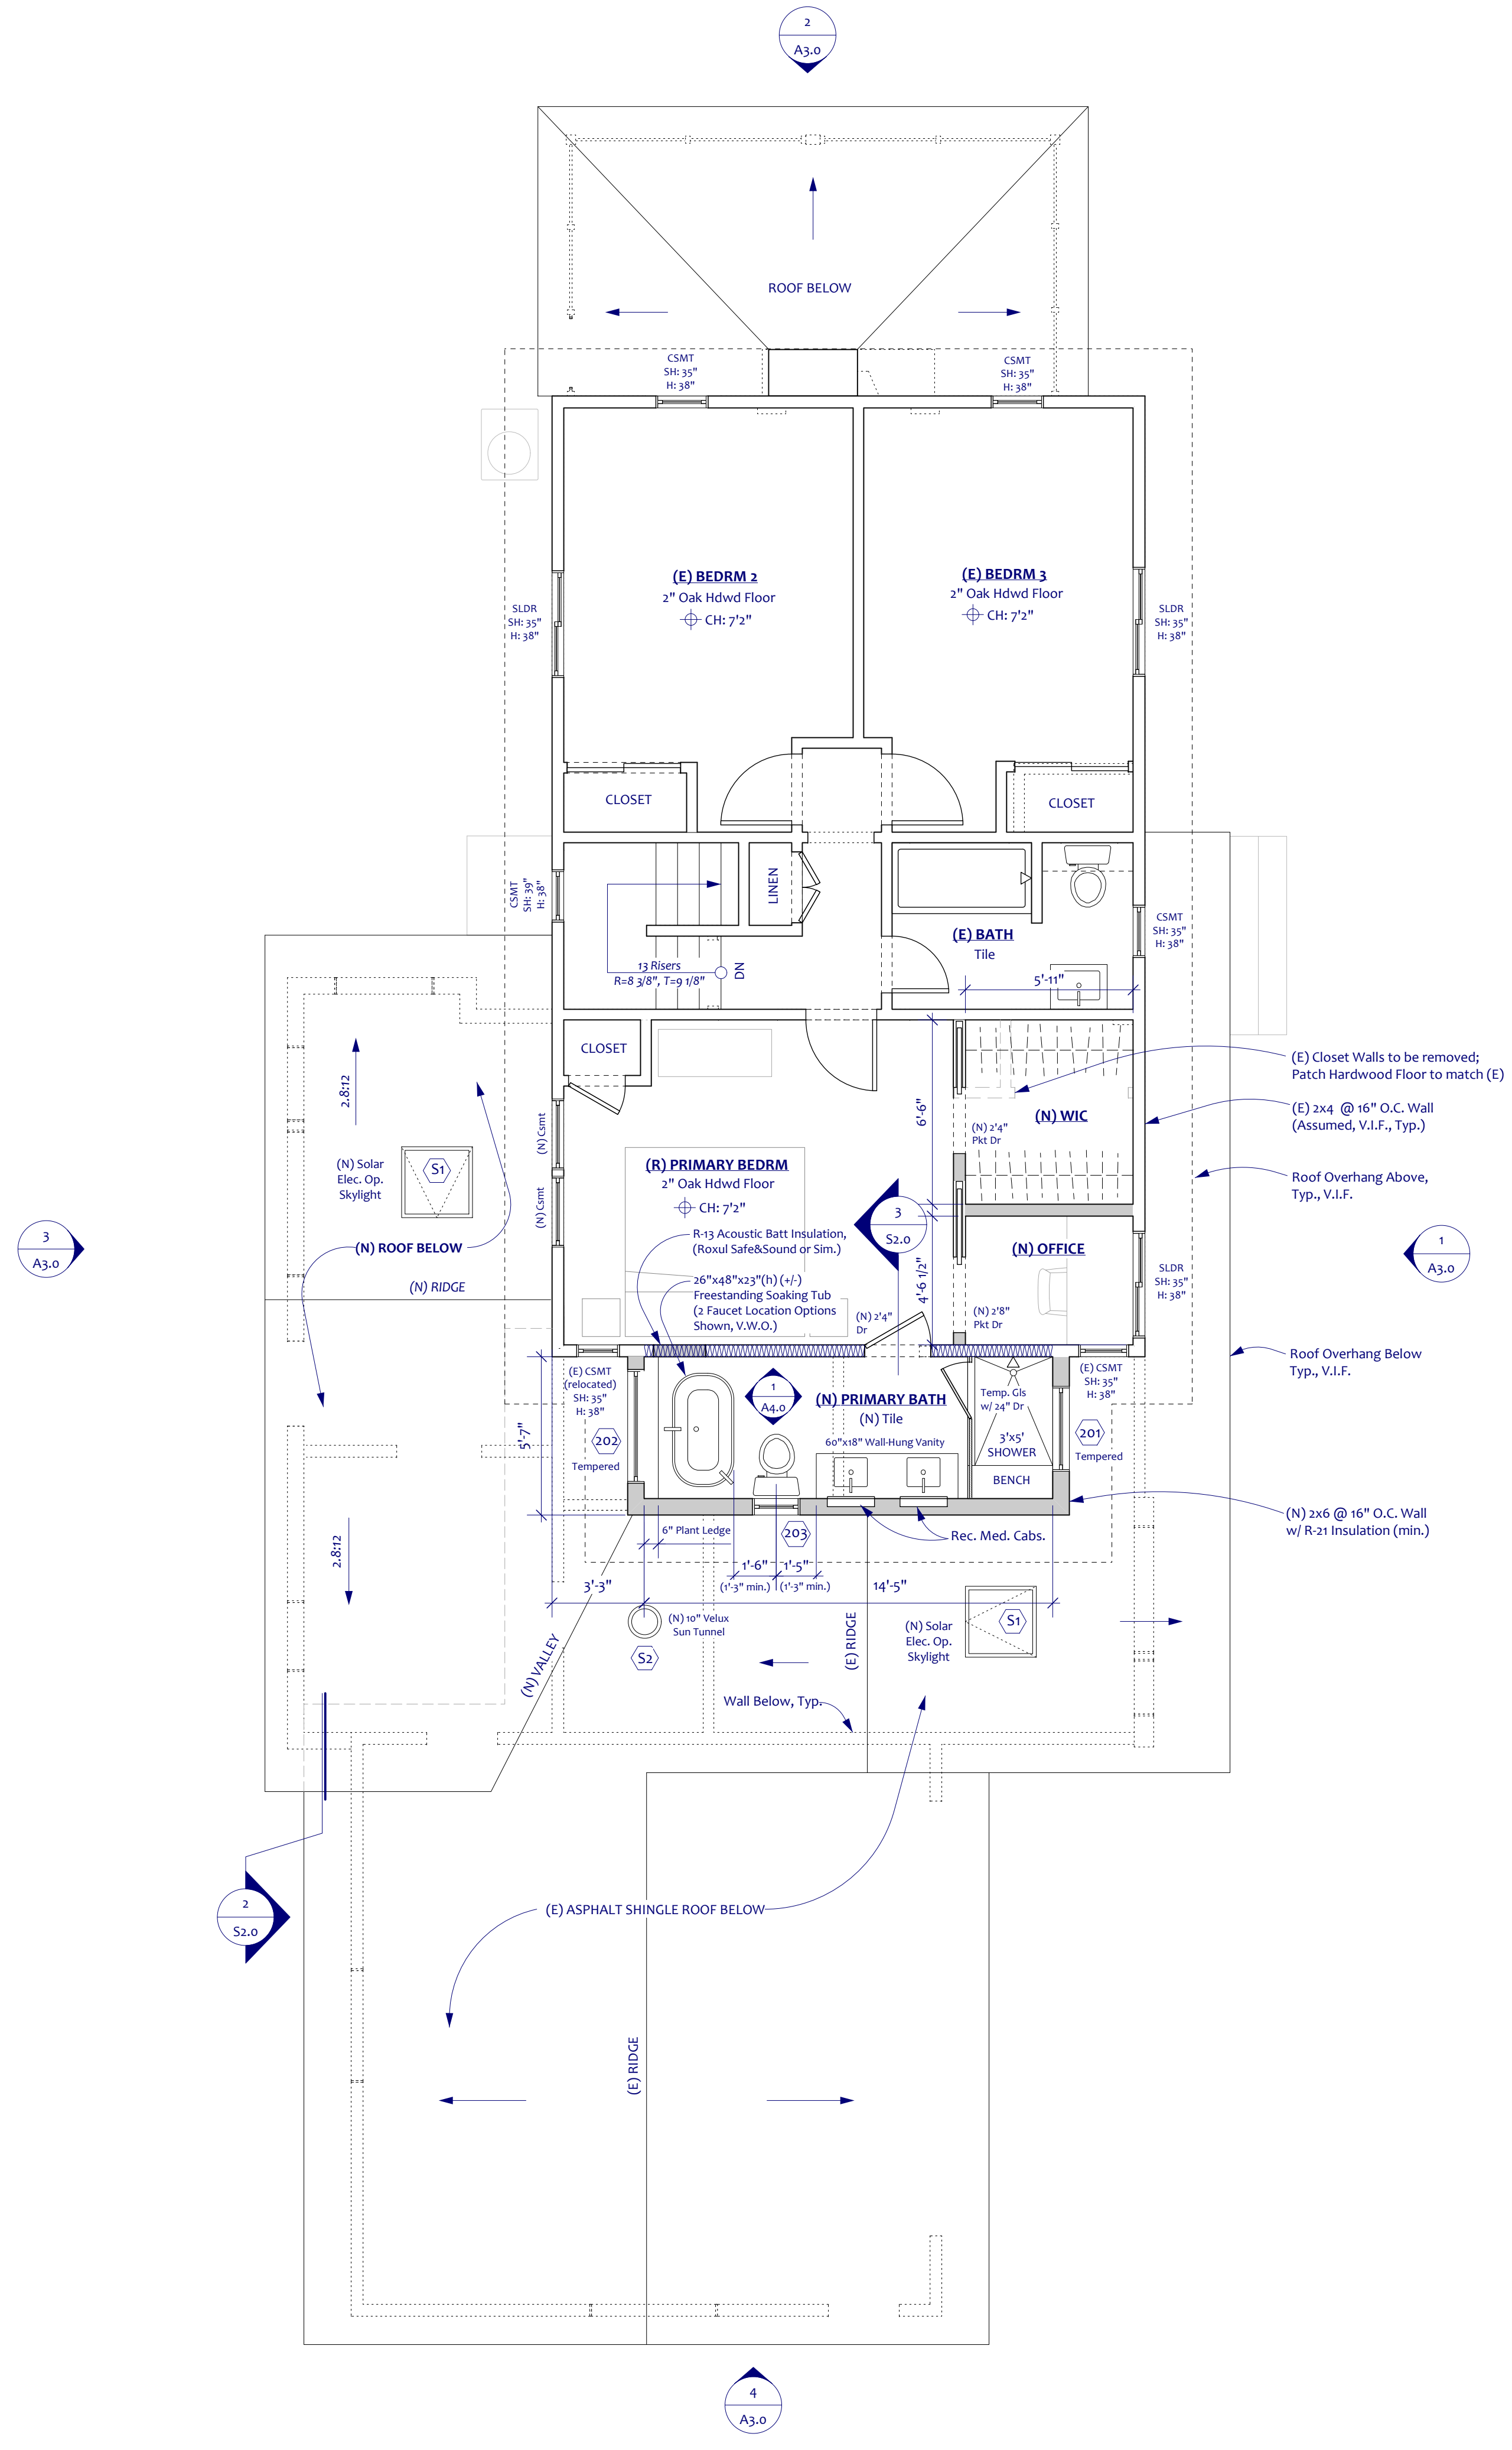 2
A3.0
ROOF BELOW
CSMT
SH: 35"
H: 38"
CSMT
SH: 35"
H: 38"
(E) BEDRM 2
2" Oak Hdwd Floor
CH: 7'2"
(E) BEDRM 3
2" Oak Hdwd Floor
CH: 7'2"
SLDR
SH: 35"
H: 38"
SLDR
SH: 35"
H: 38"
CLOSET
CLOSET
CSMT
SH: 39"
H: 38"
LINEN
(E) BATH
Tile
CSMT
SH: 35"
H: 38"
13 Risers
R=8 3/8", T=9 1/8"
DN
5'-11"
CLOSET
(E) Closet Walls to be removed;
Patch Hardwood Floor to match (E)
(E) 2x4 @ 16" O.C. Wall
(Assumed, V.I.F., Typ.)
2.8:12
6'-6"
(N) WIC
(N) 2'4"
Pkt Dr
(N) Csmt
(N) Csmt
(N) Solar
Elec. Op.
Skylight
S1
(R) PRIMARY BEDRM
2" Oak Hdwd Floor
CH: 7'2"
Roof Overhang Above,
Typ., V.I.F.
3
S2.0
3
A3.0
(N) ROOF BELOW
R-13 Acoustic Batt Insulation,
(Roxul Safe&Sound or Sim.)
(N) OFFICE
1
A3.0
(N) RIDGE
26"x48"x23"(h) (+/-)
Freestanding Soaking Tub
(2 Faucet Location Options
Shown, V.W.O.)
4'-6 1/2"
SLDR
SH: 35"
H: 38"
(N) 2'4"
Dr
(N) 2'8"
Pkt Dr
Roof Overhang Below
Typ., V.I.F.
(E) CSMT
(relocated)
SH: 35"
H: 38"
(E) CSMT
SH: 35"
H: 38"
1
A4.0
(N) PRIMARY BATH
(N) Tile
60"x18" Wall-Hung Vanity
Temp. Gls
w/ 24" Dr
3'x5'
SHOWER
BENCH
5'-7"
202
Tempered
201
Tempered
(N) 2x6 @ 16" O.C. Wall
w/ R-21 Insulation (min.)
6" Plant Ledge
203
Rec. Med. Cabs.
2.8:12
1'-6"
1'-5"
(1'-3" min.)
(1'-3" min.)
3'-3"
14'-5"
(N) 10" Velux
Sun Tunnel
S2
(N) VALLEY
(E) RIDGE
(N) Solar
Elec. Op.
Skylight
S1
Wall Below, Typ.
2
S2.0
(E) ASPHALT SHINGLE ROOF BELOW
(E) RIDGE
4
A3.0